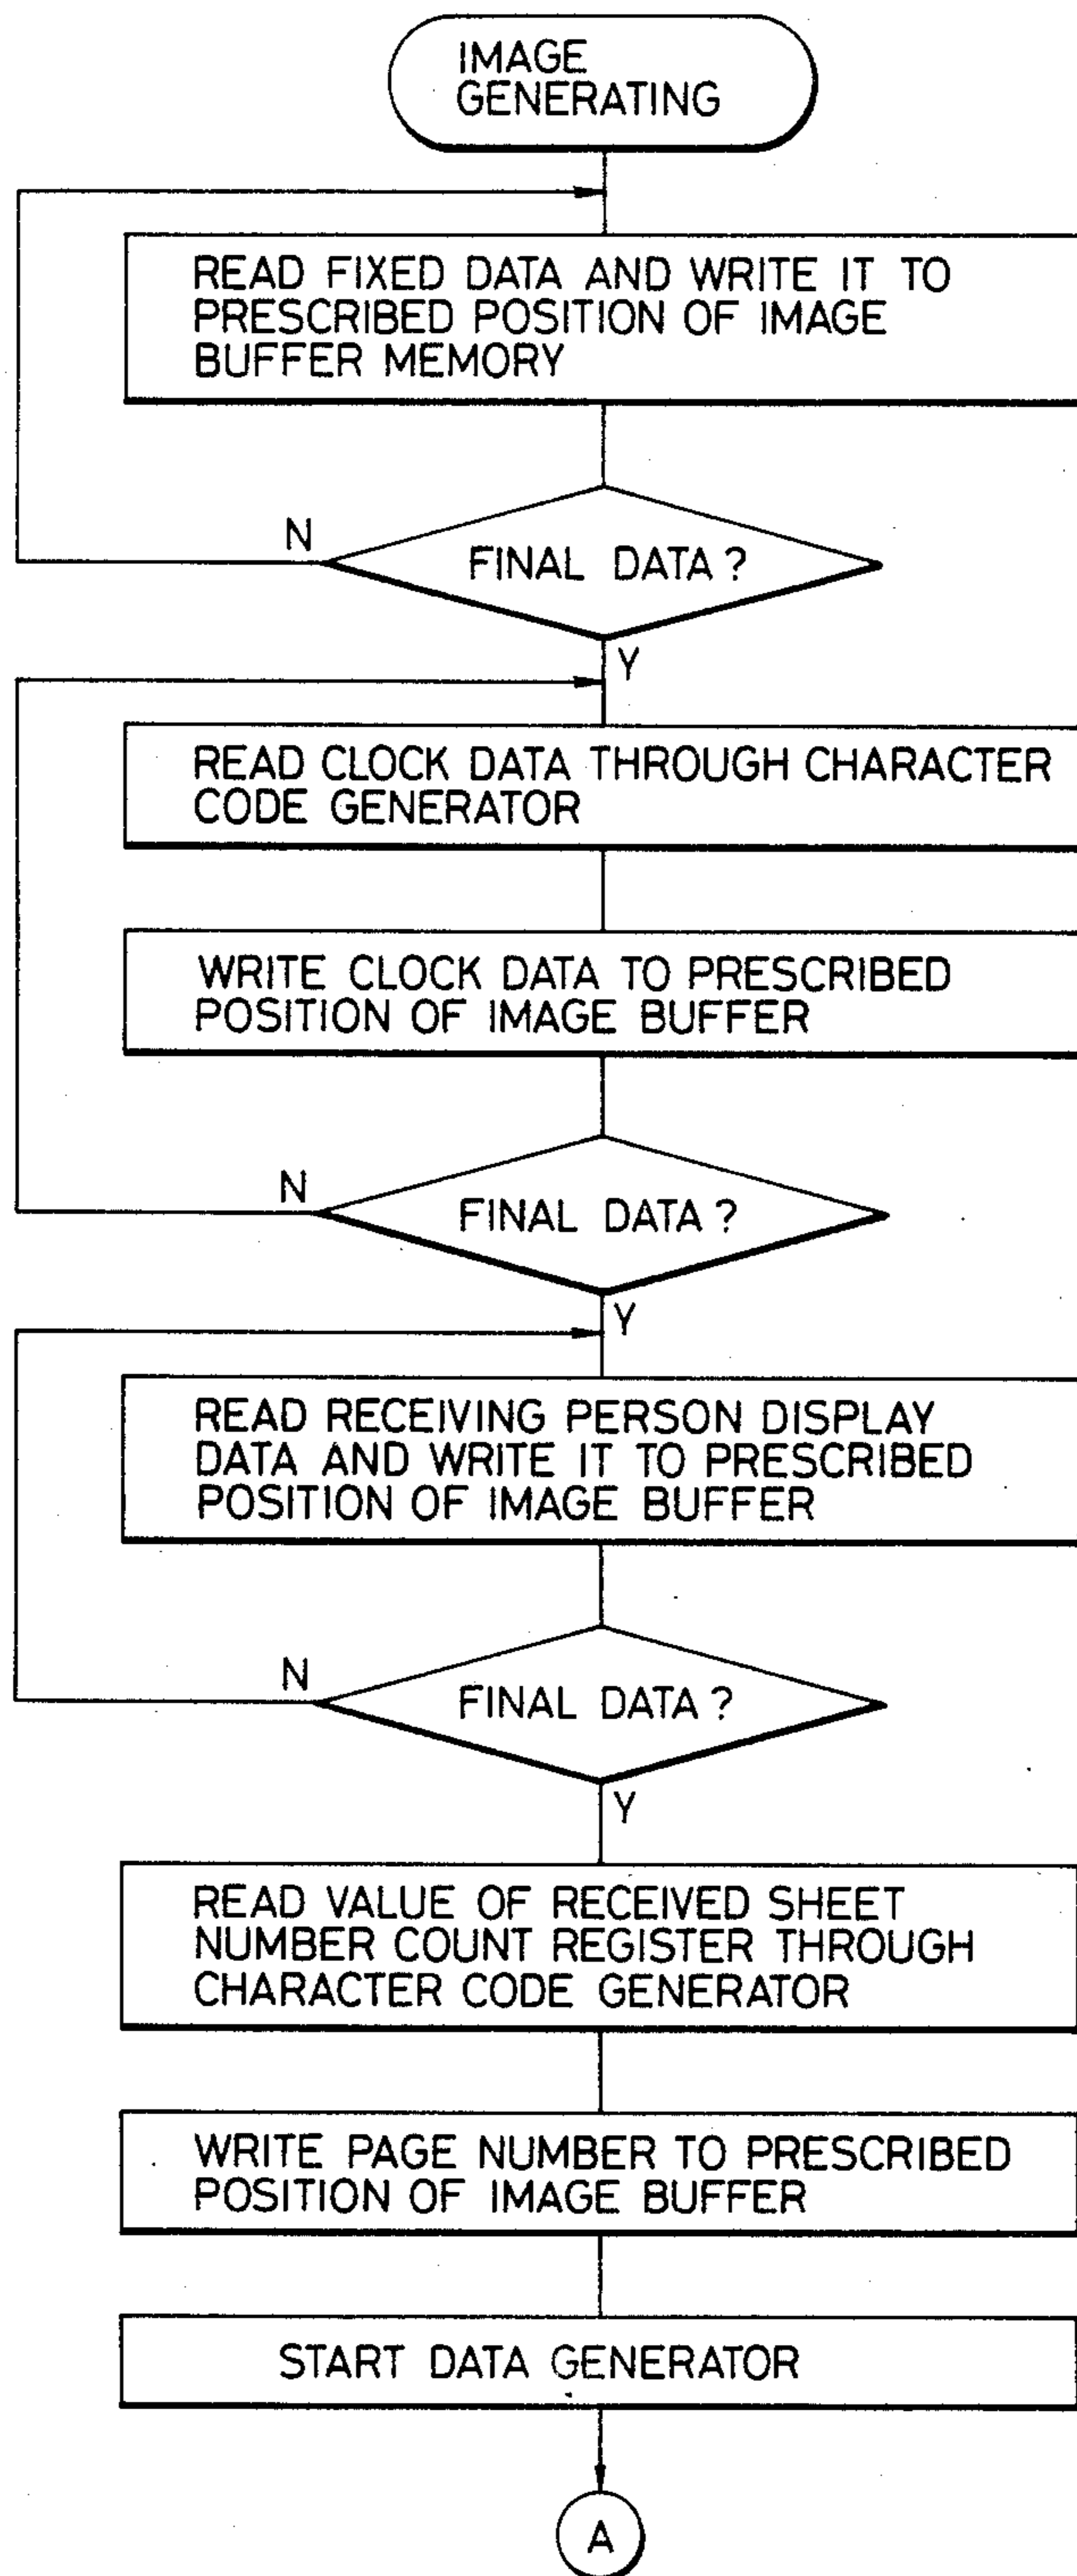 IMAGE
GENERATING
READ FIXED DATA AND WRITE IT TO
PRESCRIBED POSITION OF IMAGE
BUFFER MEMORY
N
FINAL DATA ?
Y
READ CLOCK DATA THROUGH CHARACTER
CODE GENERATOR
WRITE CLOCK DATA TO PRESCRIBED
POSITION OF IMAGE BUFFER
N
FINAL DATA ?
Y
READ RECEIVING PERSON DISPLAY
DATA AND WRITE IT TO PRESCRIBED
POSITION OF IMAGE BUFFER
N
FINAL DATA ?
Y
READ VALUE OF RECEIVED SHEET
NUMBER COUNT REGISTER THROUGH
CHARACTER CODE GENERATOR
WRITE PAGE NUMBER TO PRESCRIBED
POSITION OF IMAGE BUFFER
START DATA GENERATOR
A